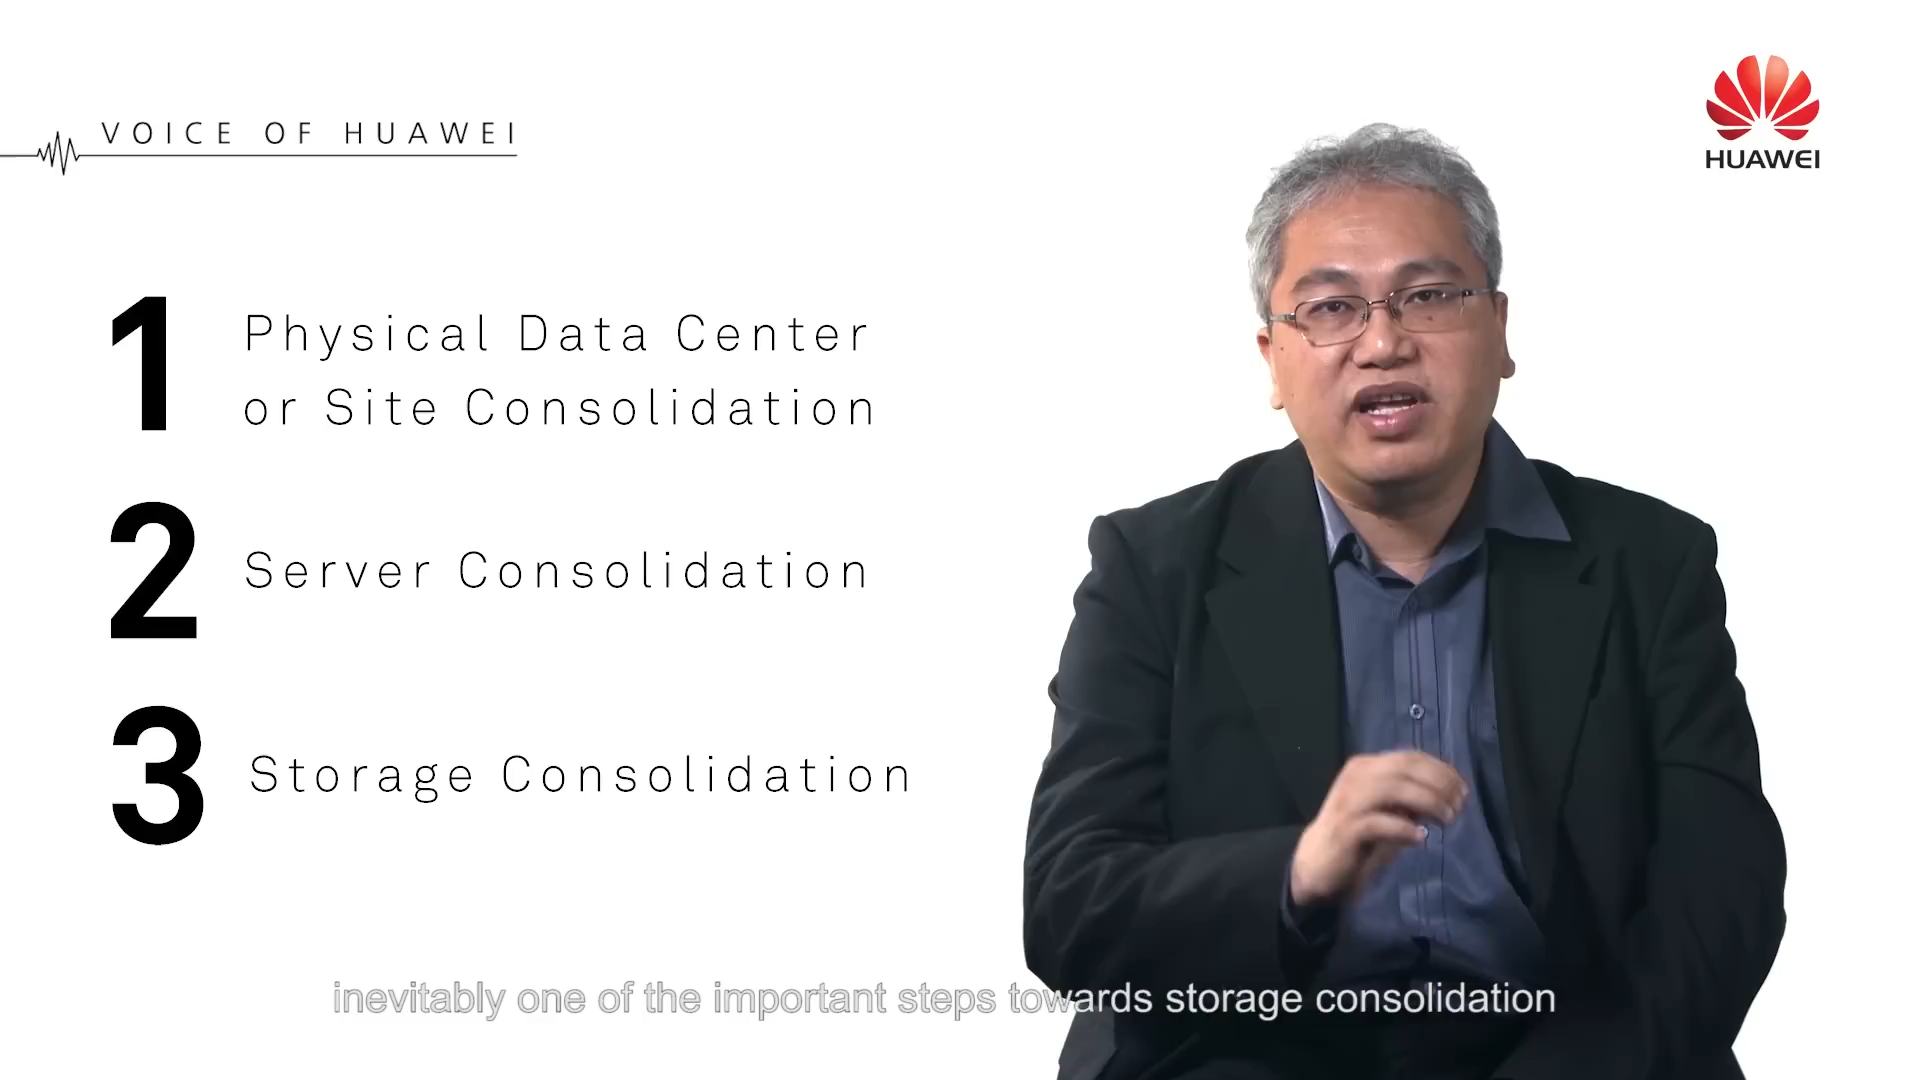 VOICE OF HUAWEI
HUAWEI
1 Physical Data Center
or Site Consolidation
2 Server Consolidation
3 Storage Consolidation
inevitably one of the important steps towards storage consolidation